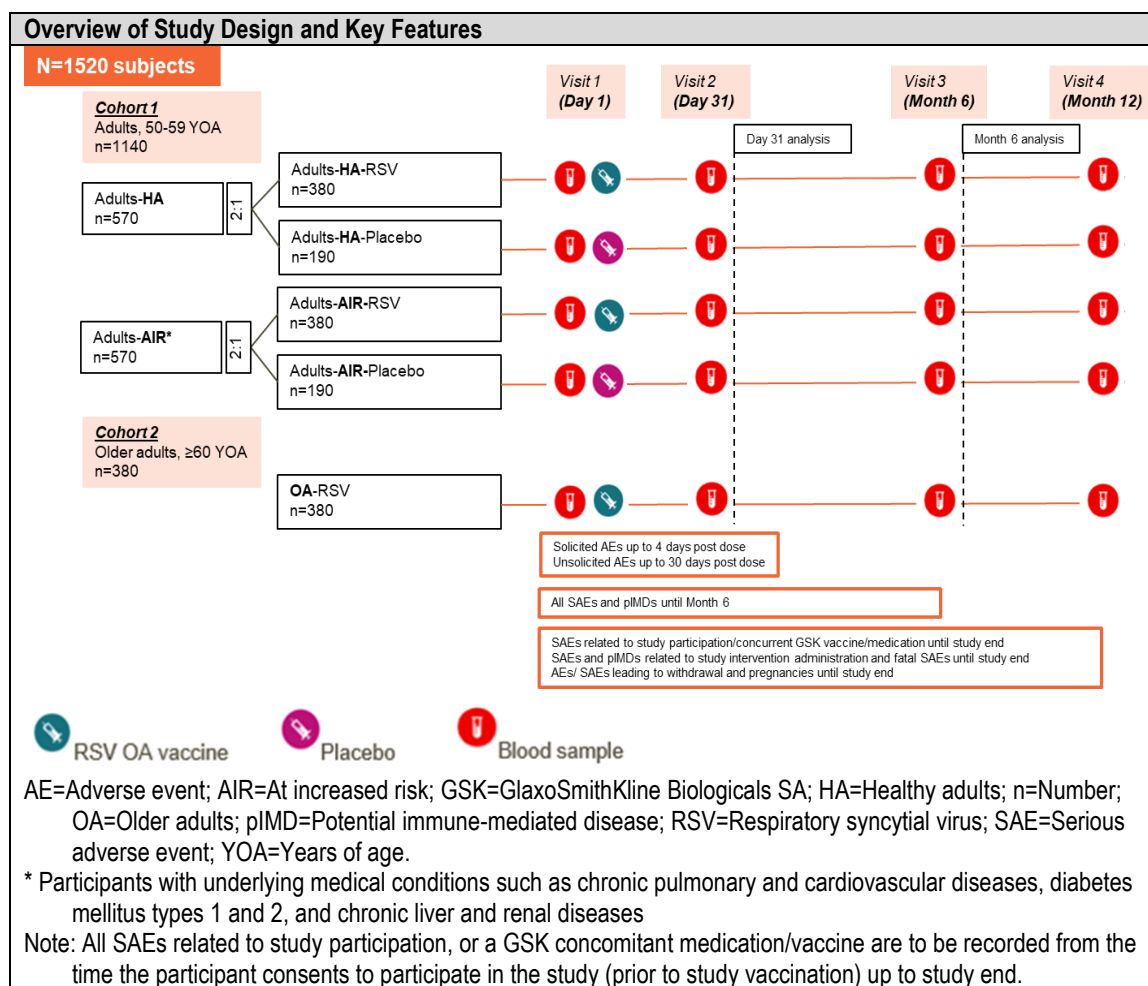 Overview of Study Design and Key Features
N=1520 subjects
Cohort 1
Adults, 50-59 YOA
n=1140
Visit 1
(Day 1)
Visit 2
(Day 31)
Visit 3
(Month 6)
Visit 4
(Month 12)
Day 31 analysis
Month 6 analysis
Adults-HA
n=570
2:1
Adults-HA-RSV
n=380
Adults-HA-Placebo
n=190
Adults-AIR*
n=570
2:1
Adults-AIR-RSV
n=380
Adults-AIR-Placebo
n=190
Cohort 2
Older adults, ≥60 YOA
n=380
OA-RSV
n=380
Solicited AEs up to 4 days post dose
Unsolicited AEs up to 30 days post dose
All SAEs and pIMDs until Month 6
SAEs related to study participation/concurrent GSK vaccine/medication until study end
SAEs and pIMDs related to study intervention administration and fatal SAEs until study end
AEs/ SAEs leading to withdrawal and pregnancies until study end
RSV OA vaccine
Placebo
Blood sample
AE=Adverse event; AIR=At increased risk; GSK=GlaxoSmithKline Biologicals SA; HA=Healthy adults; n=Number;
OA=Older adults; pIMD=Potential immune-mediated disease; RSV=Respiratory syncytial virus; SAE=Serious
adverse event; YOA=Years of age.
* Participants with underlying medical conditions such as chronic pulmonary and cardiovascular diseases, diabetes
mellitus types 1 and 2, and chronic liver and renal diseases
Note: All SAEs related to study participation, or a GSK concomitant medication/vaccine are to be recorded from the
time the participant consents to participate in the study (prior to study vaccination) up to study end.